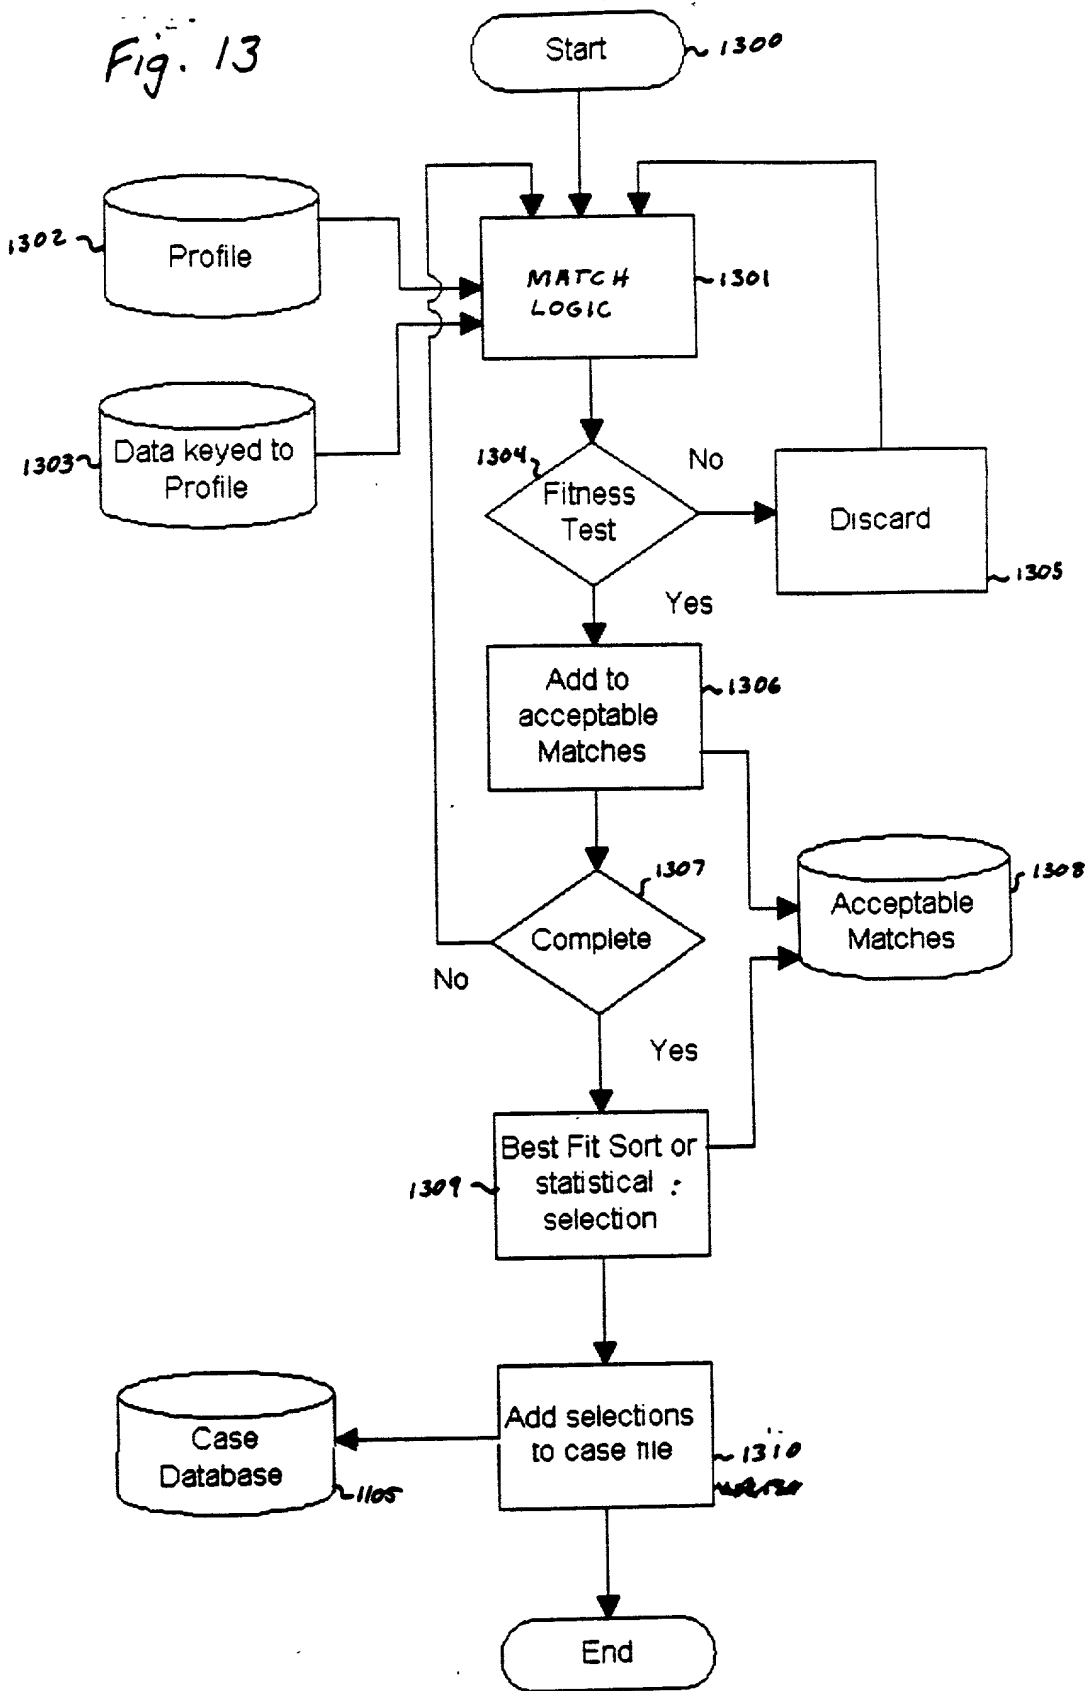 Fig. 13
Start
1300
1302
Profile
MATCH
LOGIC
1301
1303
Data keyed to
Profile
1304
Fitness
Test
No
Discard
1305
Yes
Add to
acceptable
Matches
1306
1307
Complete
No
Acceptable
Matches
1308
Yes
1309
Best Fit Sort or
statistical
selection
Case
Database
1105
Add selections
to case file
1310
End